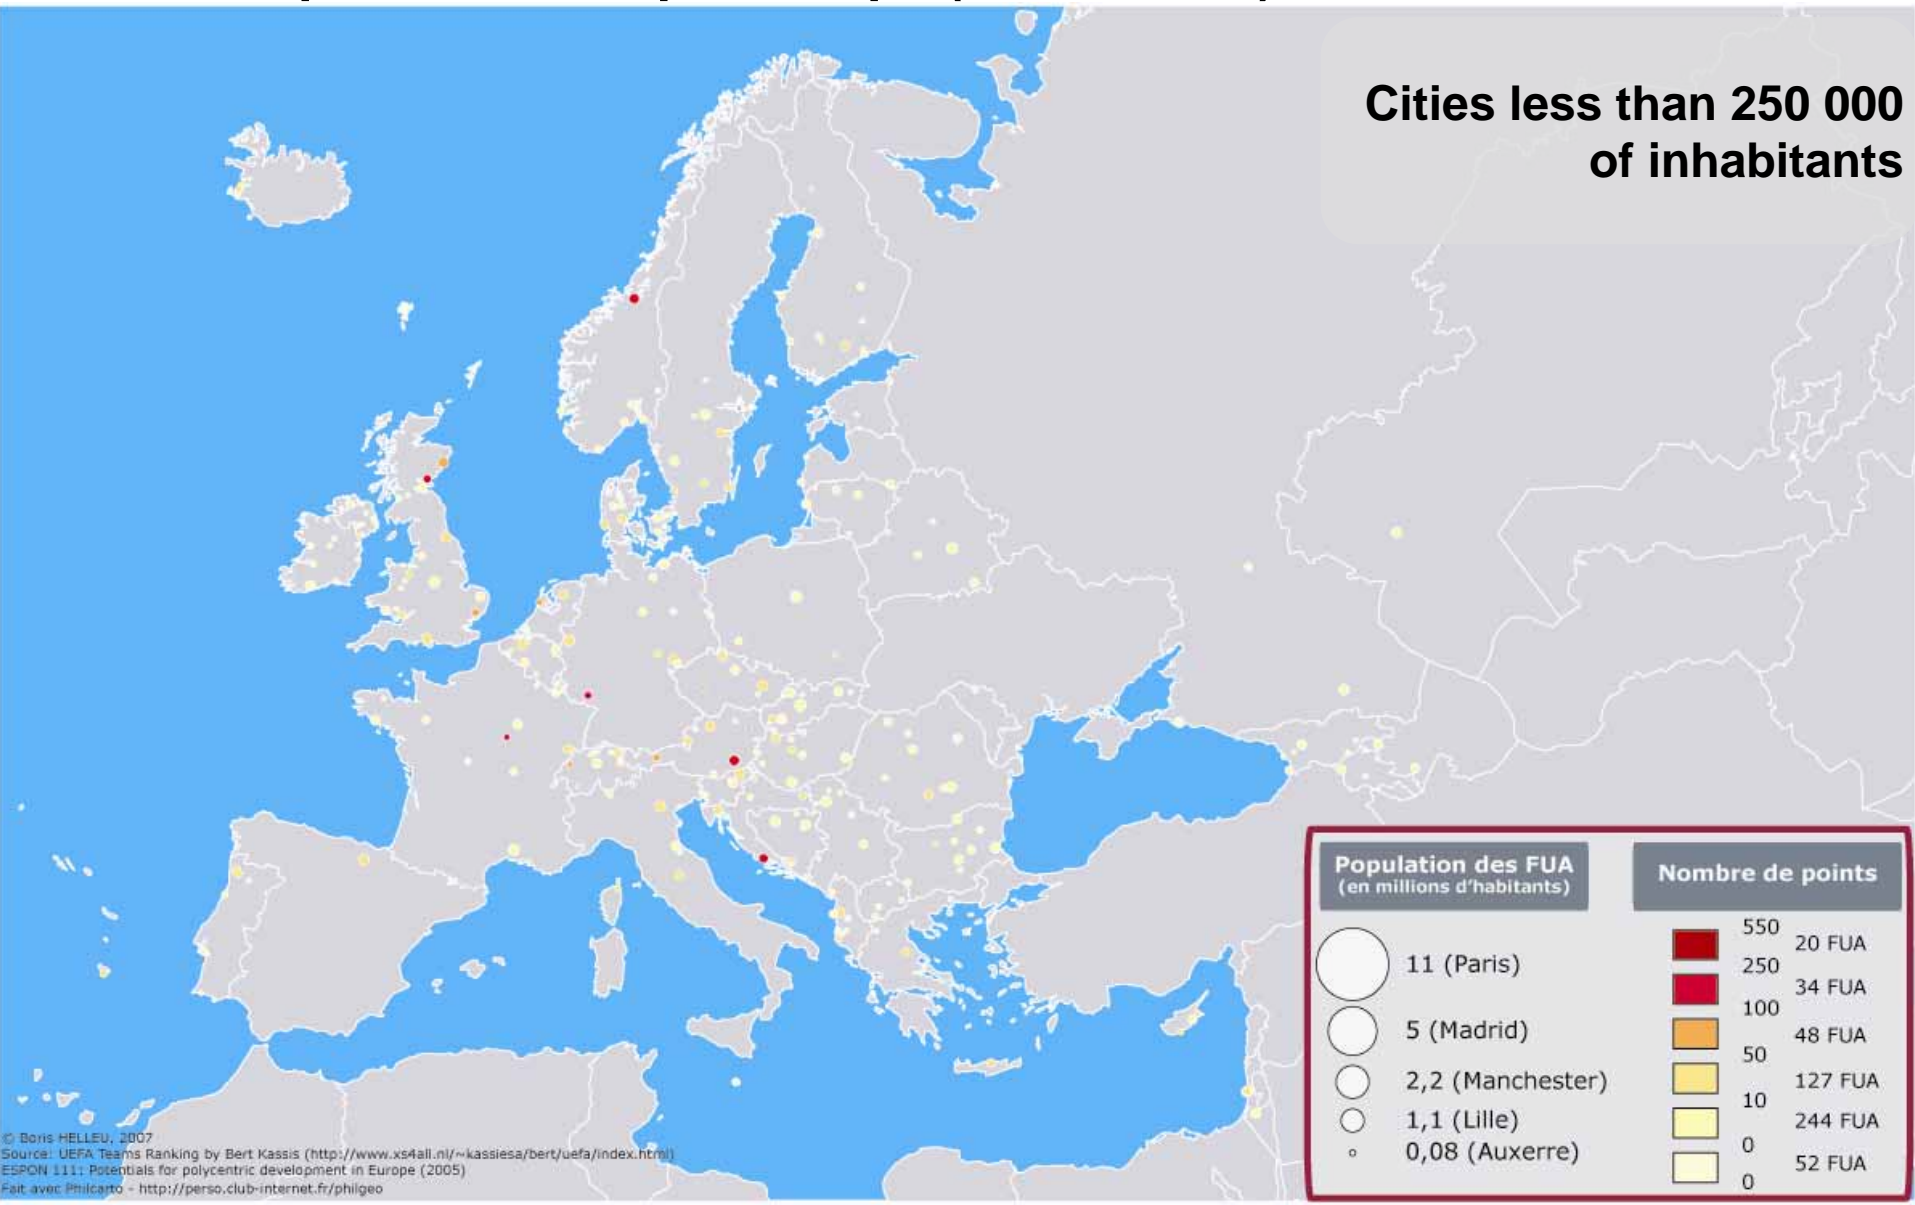 Cities less than 250 000
of inhabitants
Population des FUA
(en millions d'habitants)
11 (Paris)
5 (Madrid)
2,2 (Manchester)
1,1 (Lille)
0,08 (Auxerre)
Nombre de points
550
20 FUA
250
34 FUA
100
48 FUA
50
127 FUA
10
244 FUA
0
52 FUA
0
© Boris HELLEU, 2007
Source: UEFA Teams Ranking by Bert Kassis (http://www.xs4all.nl/~kassiesa/bert/uefa/index.html)
ESPON 111: Potentials for polycentric development in Europe (2005)
Fait avec Philcarto - http://perso.club-internet.fr/philgeo